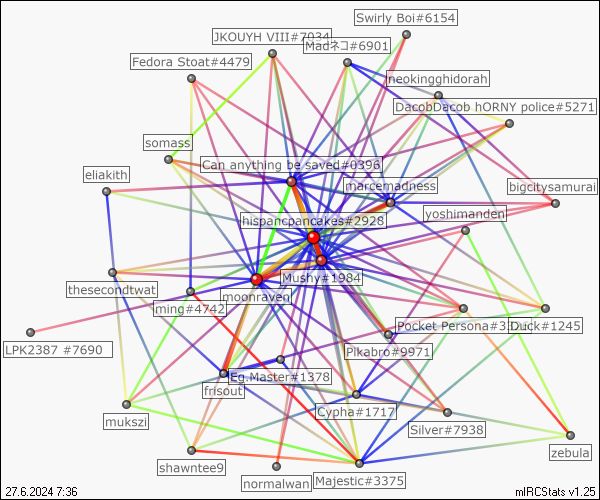 Swirly Boi#6154
JKOUYH VIII#7034
Madネコ#6901
Fedora Stoat#4479
neokingghidorah
DacobDacob hORNY police#5271
somass
Can anything be saved#0396
eliakith
marcemadness
bigcitysamurai
yoshimanden
hispancpancakes#2928
Mushy#1984
thesecondtwat
moonraven
ming#4742
Pocket Persona#3
Duck#1245
LPK2387 #7690
Pikabro#9971
Eg.Master#1378
frisout
Cypha#1717
mukszi
Silver#7938
zebula
shawntee9
Majestic#3375
normalwan
27.6.2024 7:36
mIRCStats v1.25